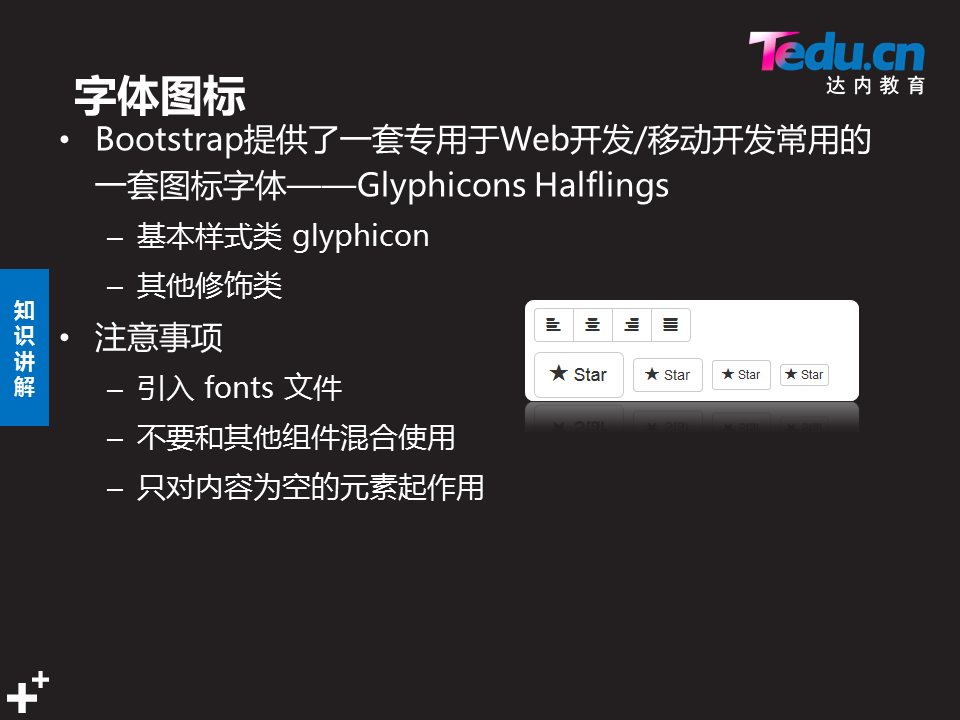 Tedu.cn
达内教育
字体图标
• Bootstrap提供了一套专用于Web开发/移动开发常用的
一套图标字体——Glyphicons Halflings
– 基本样式类 glyphicon
– 其他修饰类
• 注意事项
– 引入 fonts 文件
– 不要和其他组件混合使用
– 只对内容为空的元素起作用
知
识
讲
解
★ Star ★ Star ★ Star ★ Star